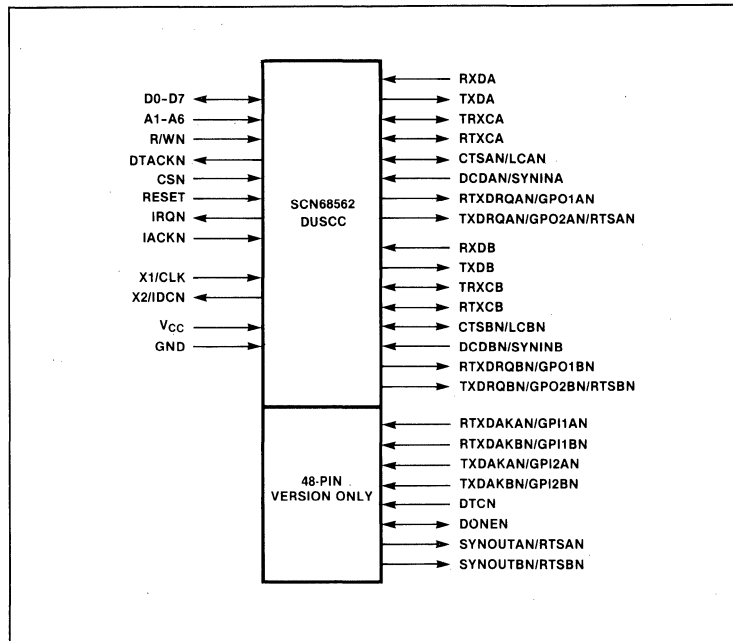 D0–D7
A1–A6
R/WN
DTACKN
CSN
RESET
IRQN
IACKN
X1/CLK
X2/IDCN
VCC
GND
SCN68562
DUSCC
RXDA
TXDA
TRXCA
RTXCA
CTSAN/LCAN
DCDAN/SYNINA
RTXDRQAN/GPO1AN
TXDRQAN/GPO2AN/RTSAN
RXDB
TXDB
TRXCB
RTXCB
CTSBN/LCBN
DCDBN/SYNINB
RTXDRQBN/GPO1BN
TXDRQBN/GPO2BN/RTSBN
48-PIN
VERSION ONLY
RTXDAKAN/GPI1AN
RTXDAKBN/GPI1BN
TXDAKAN/GPI2AN
TXDAKBN/GPI2BN
DTCN
DONEN
SYNOUTAN/RTSAN
SYNOUTBN/RTSBN